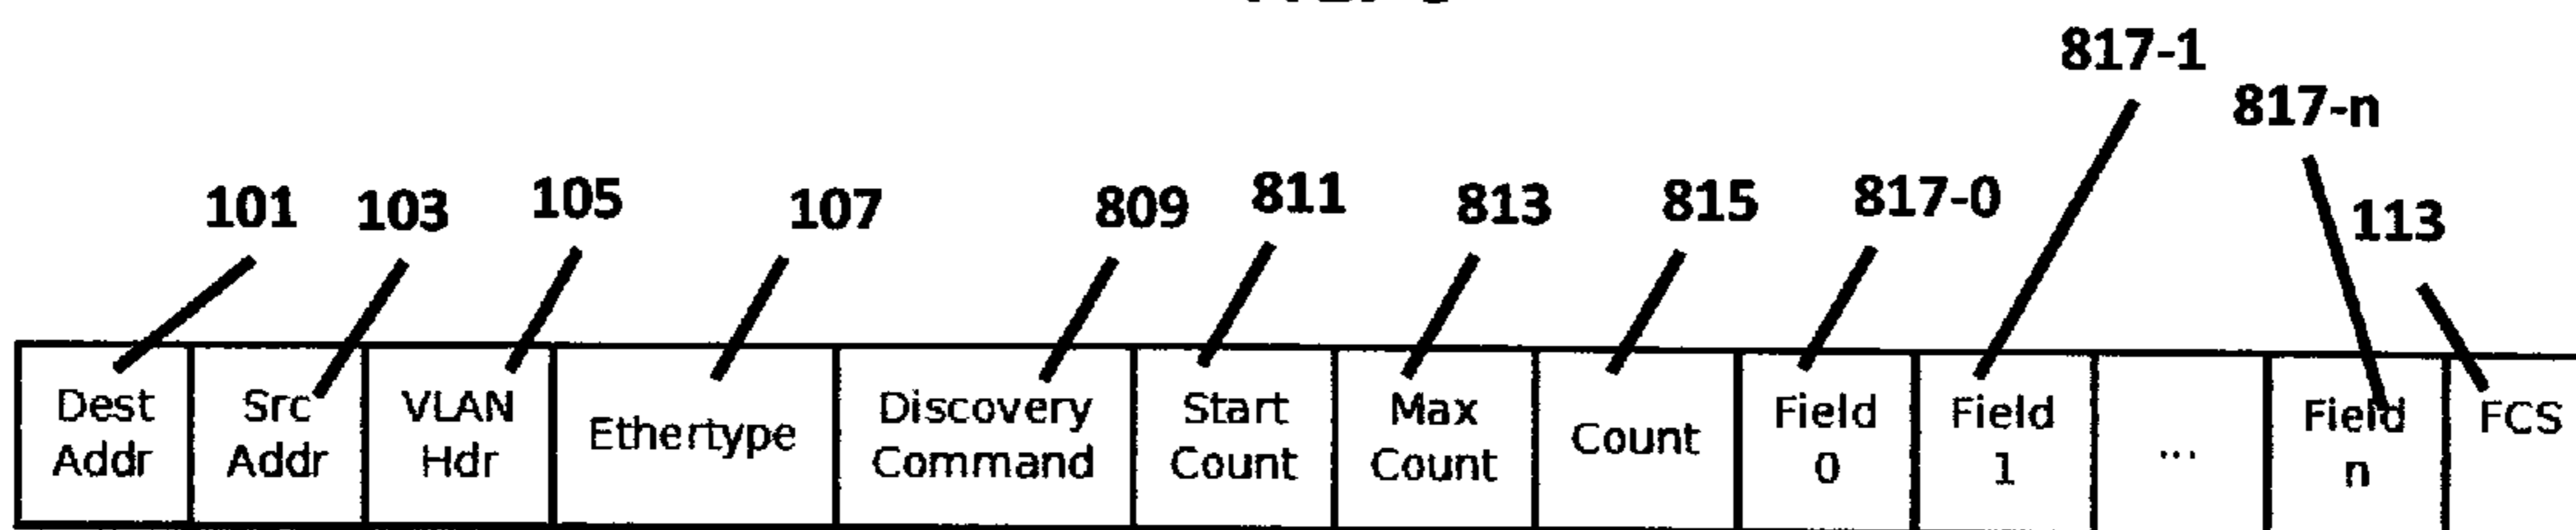 817-1
817-n
101 103 105 107 809 811 813 815 817-0 113
Dest Src VLAN Ethertype Discovery Start Max Count Field Field ... Field FCS
Addr Addr Hdr Command Count Count 0 1 n